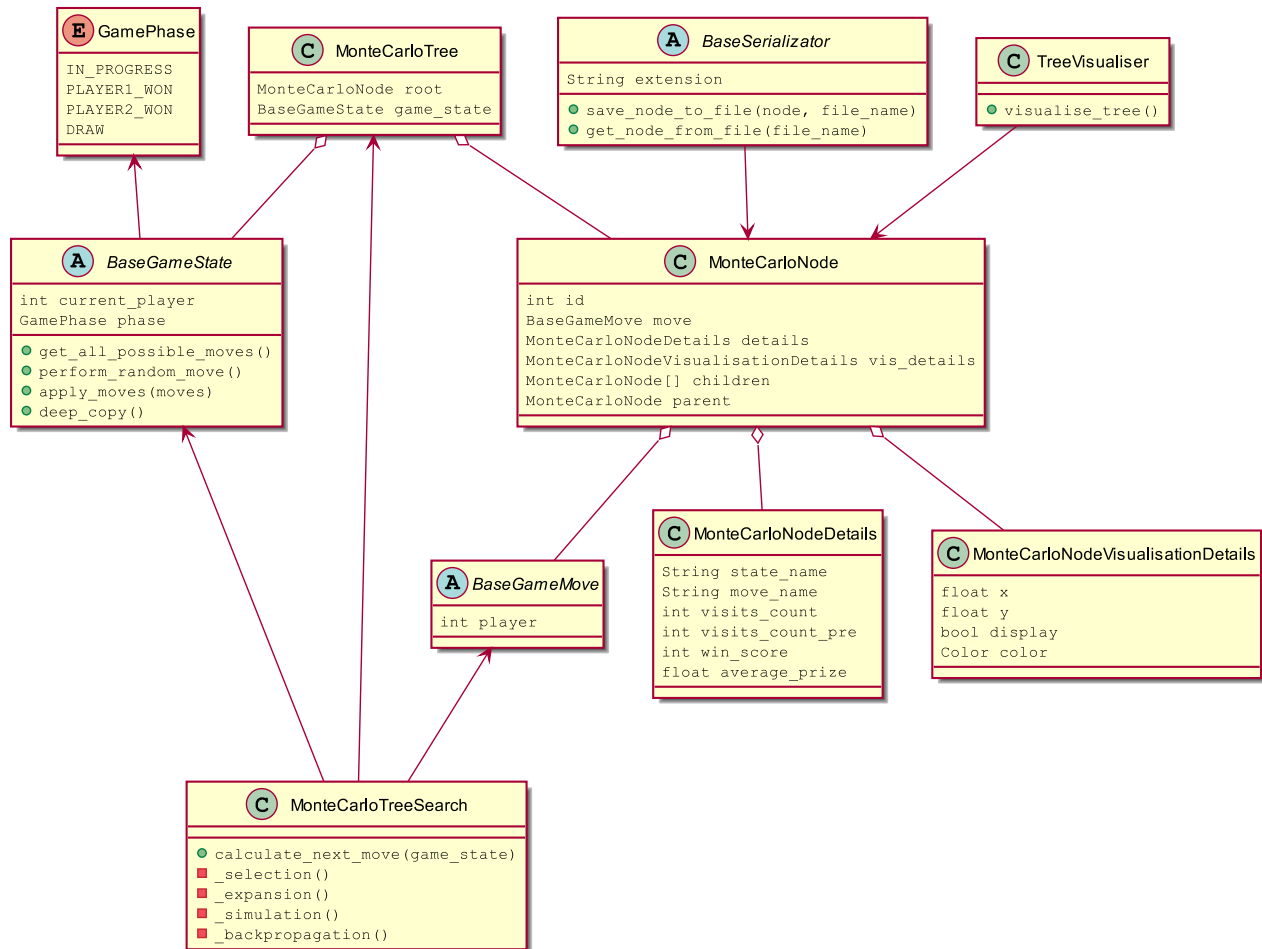 E GamePhase
IN_PROGRESS
PLAYER1_WON
PLAYER2_WON
DRAW
C MonteCarloTree
MonteCarloNode root
BaseGameState game_state
A BaseSerializator
String extension
save_node_to_file(node, file_name)
get_node_from_file(file_name)
C TreeVisualiser
visualise_tree()
A BaseGameState
int current_player
GamePhase phase
get_all_possible_moves()
perform_random_move()
apply_moves(moves)
deep_copy()
C MonteCarloNode
int id
BaseGameMove move
MonteCarloNodeDetails details
MonteCarloNodeVisualisationDetails vis_details
MonteCarloNode[] children
MonteCarloNode parent
A BaseGameMove
int player
C MonteCarloNodeDetails
String state_name
String move_name
int visits_count
int visits_count_pre
int win_score
float average_prize
C MonteCarloNodeVisualisationDetails
float x
float y
bool display
Color color
C MonteCarloTreeSearch
calculate_next_move(game_state)
_selection()
_expansion()
_simulation()
_backpropagation()